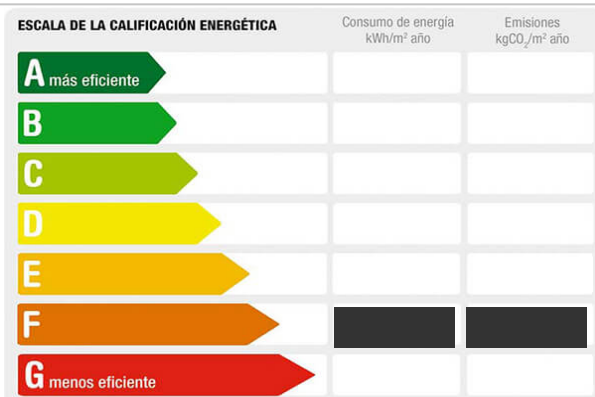 ESCALA DE LA CALIFICACIÓN ENERGÉTICA
Consumo de energía
kWh/m² año
Emisiones
kgCO₂/m² año
A más eficiente
B
C
D
E
F
G menos eficiente